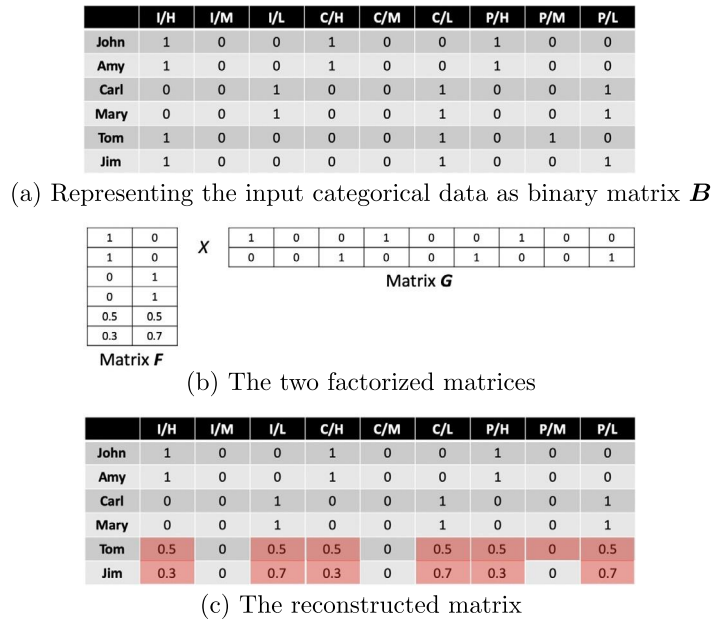 I/H I/M I/L C/H C/M C/L P/H P/M P/L
John 1 0 0 1 0 0 1 0 0
Amy 1 0 0 1 0 0 1 0 0
Carl 0 0 1 0 0 1 0 0 1
Mary 0 0 1 0 0 1 0 0 1
Tom 1 0 0 0 0 1 0 1 0
Jim 1 0 0 0 0 1 0 0 1
(a) Representing the input categorical data as binary matrix B
1 0
1 0
0 1
0 1
0.5 0.5
0.3 0.7
Matrix F
X
1 0 0 1 0 0 1 0 0
0 0 1 0 0 1 0 0 1
Matrix G
(b) The two factorized matrices
I/H I/M I/L C/H C/M C/L P/H P/M P/L
John 1 0 0 1 0 0 1 0 0
Amy 1 0 0 1 0 0 1 0 0
Carl 0 0 1 0 0 1 0 0 1
Mary 0 0 1 0 0 1 0 0 1
Tom 0.5 0 0.5 0.5 0 0.5 0.5 0 0.5
Jim 0.3 0 0.7 0.3 0 0.7 0.3 0 0.7
(c) The reconstructed matrix